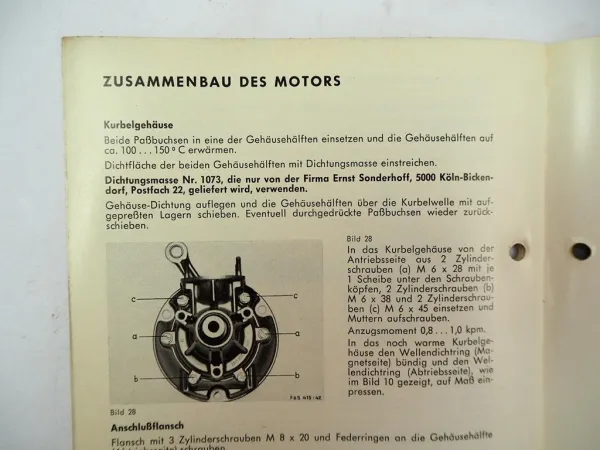 ZUSAMMENBAU DES MOTORS
Kurbelgehäuse
Beide Paßbuchsen in eine der Gehäusehälften einsetzen und die Gehäusehälften auf
ca. 100 . . . 150 ° C erwärmen.
Dichtfläche der beiden Gehäusehälften mit Dichtungsmasse einstreichen.
Dichtungsmasse Nr. 1073, die nur von der Firma Ernst Sonderhoff, 5000 Köln-Bicken-
dorf, Postfach 22, geliefert wird, verwenden.
Gehäuse-Dichtung auflegen und die Gehäusehälften über die Kurbelwelle mit auf-
gepreßten Lagern schieben. Eventuell durchgedrückte Paßbuchsen wieder zurück-
schieben.
c
c
a
a
b
b
F&S 415/42
Bild 28
Bild 28
In das Kurbelgehäuse von der
Antriebsseite aus 2 Zylinder-
schrauben (a) M 6 x 28 mit je
1 Scheibe unter den Schrauben-
köpfen, 2 Zylinderschrauben (b)
M 6 x 38 und 2 Zylinderschrau-
ben (c) M 6 x 45 einsetzen und
Muttern aufschrauben.
Anzugsmoment 0,8 . . . 1,0 kpm.
In das noch warme Kurbelge-
häuse den Wellendichtring (Ma-
gnetseite) bündig und den Wel-
lendichtring (Abtriebsseite), wie
im Bild 10 gezeigt, auf Maß ein-
pressen.
Anschlußflansch
Flansch mit 3 Zylinderschrauben M 8 x 20 und Federringen an die Gehäusehälfte
(Abtriebsseite) schrauben.